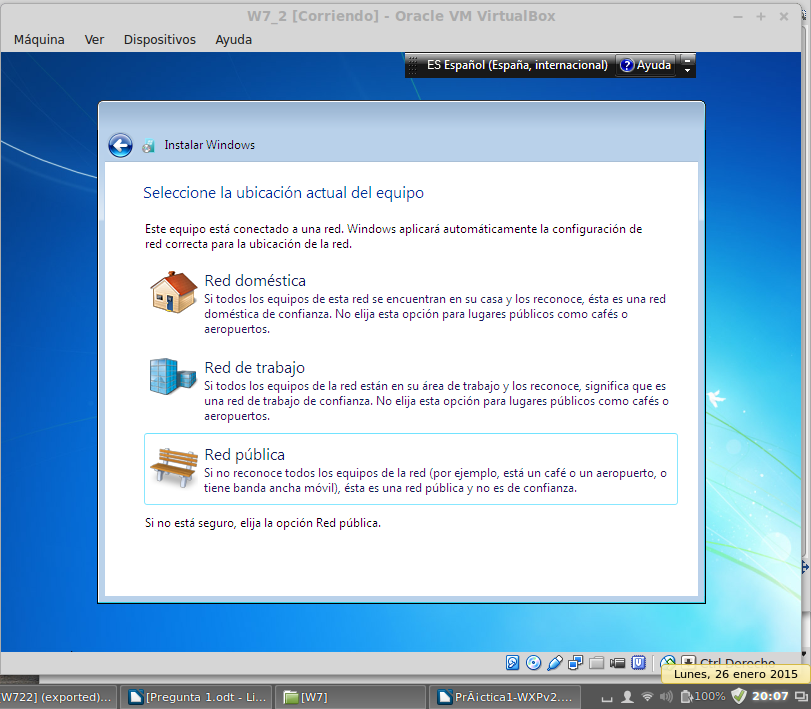 W7_2 [Corriendo] - Oracle VM VirtualBox
Máquina Ver Dispositivos Ayuda
ES Español (España, internacional) ? Ayuda
Instalar Windows
Seleccione la ubicación actual del equipo
Este equipo está conectado a una red. Windows aplicará automáticamente la configuración de
red correcta para la ubicación de la red.
Red doméstica
Si todos los equipos de esta red se encuentran en su casa y los reconoce, ésta es una red
doméstica de confianza. No elija esta opción para lugares públicos como cafés o
aeropuertos.
Red de trabajo
Si todos los equipos de la red están en su área de trabajo y los reconoce, significa que es
una red de trabajo de confianza. No elija esta opción para lugares públicos como cafés o
aeropuertos.
Red pública
Si no reconoce todos los equipos de la red (por ejemplo, está un café o un aeropuerto, o
tiene banda ancha móvil), ésta es una red pública y no es de confianza.
Si no está seguro, elija la opción Red pública.
Ctrl Derecho
Lunes, 26 enero 2015
W722] (exported)... [Pregunta 1.odt - Li... [W7] PrÃ¡ctica1-WXPv2.... 100% 20:07